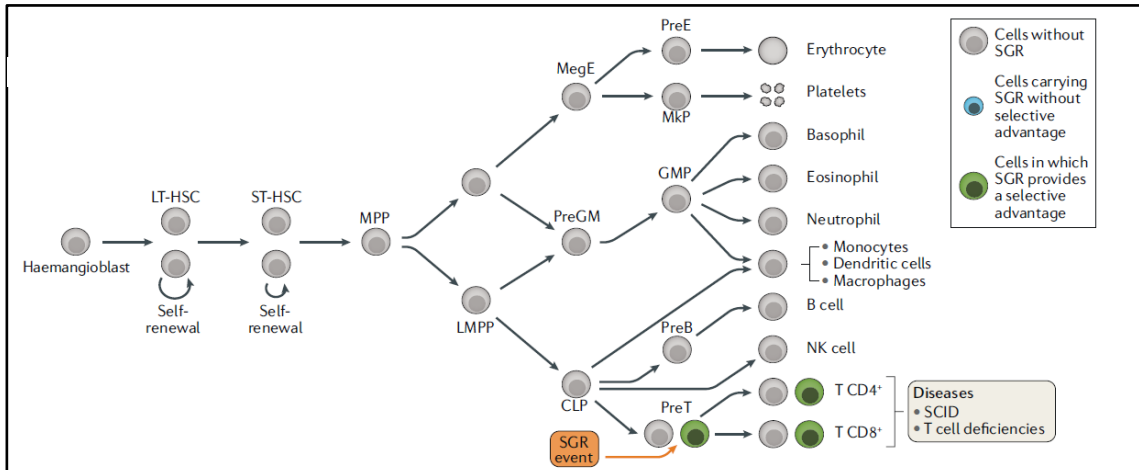 PreE
Erythrocyte
MegE
Platelets
MkP
Basophil
LT-HSC
ST-HSC
GMP
Eosinophil
MPP
PreGM
Neutrophil
Haemangioblast
• Monocytes
• Dendritic cells
• Macrophages
Self-
renewal
Self-
renewal
LMPP
PreB
B cell
NK cell
CLP
PreT
T CD4⁺
T CD8⁺
SGR
event
Diseases
• SCID
• T cell deficiencies
Cells without
SGR
Cells carrying
SGR without
selective
advantage
Cells in which
SGR provides
a selective
advantage